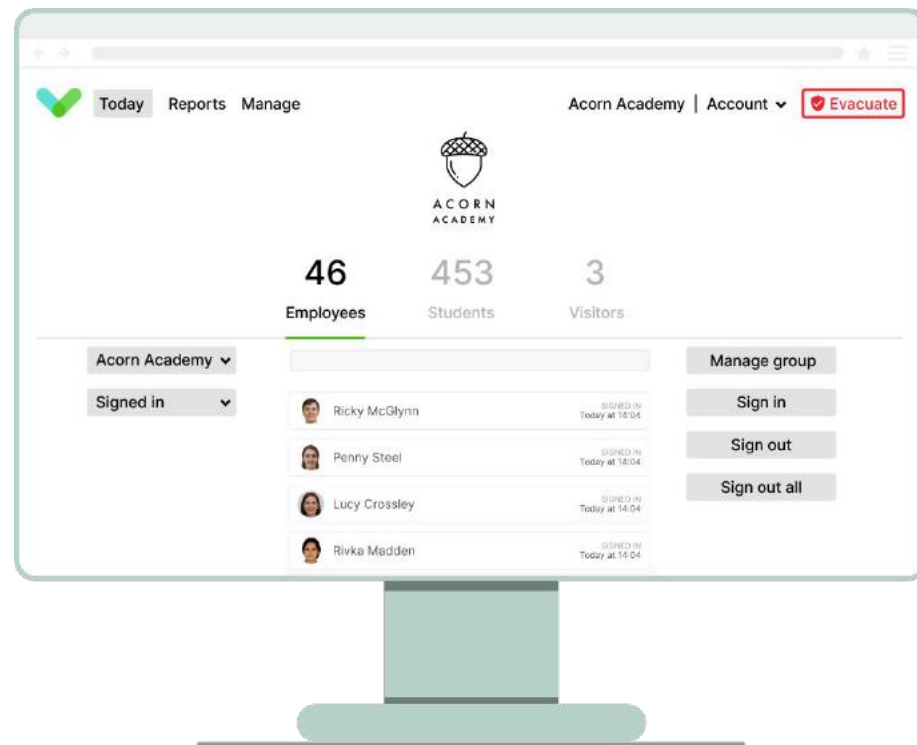 Today Reports Manage Acorn Academy | Account Evacuate
ACORN
ACADEMY
46 453 3
Employees Students Visitors
Acorn Academy Manage group
Signed in Sign in
Sign out
Sign out all
Ricky McGlynn SIGNED IN
Today at 14:04
Penny Steel SIGNED IN
Today at 14:04
Lucy Crossley SIGNED IN
Today at 14:04
Rivka Madden SIGNED IN
Today at 14:04